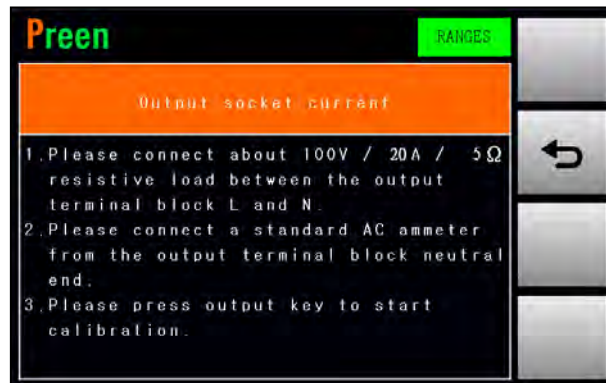 Preen
RANGES
Output socket current
1.Please connect about 100V / 20A / 5Ω
resistive load between the output
terminal block L and N.
2.Please connect a standard AC ammeter
from the output terminal block neutral
end.
3.Please press output key to start
calibration.